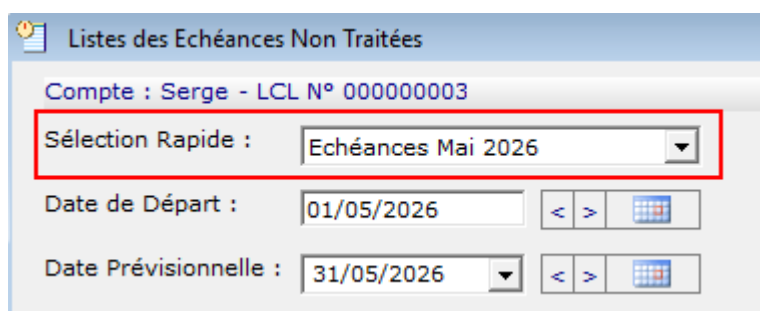 Listes des Echéances Non Traitées
Compte : Serge - LCL N° 000000003
Sélection Rapide : Echéances Mai 2026
Date de Départ : 01/05/2026 < >
Date Prévisionnelle : 31/05/2026 < >